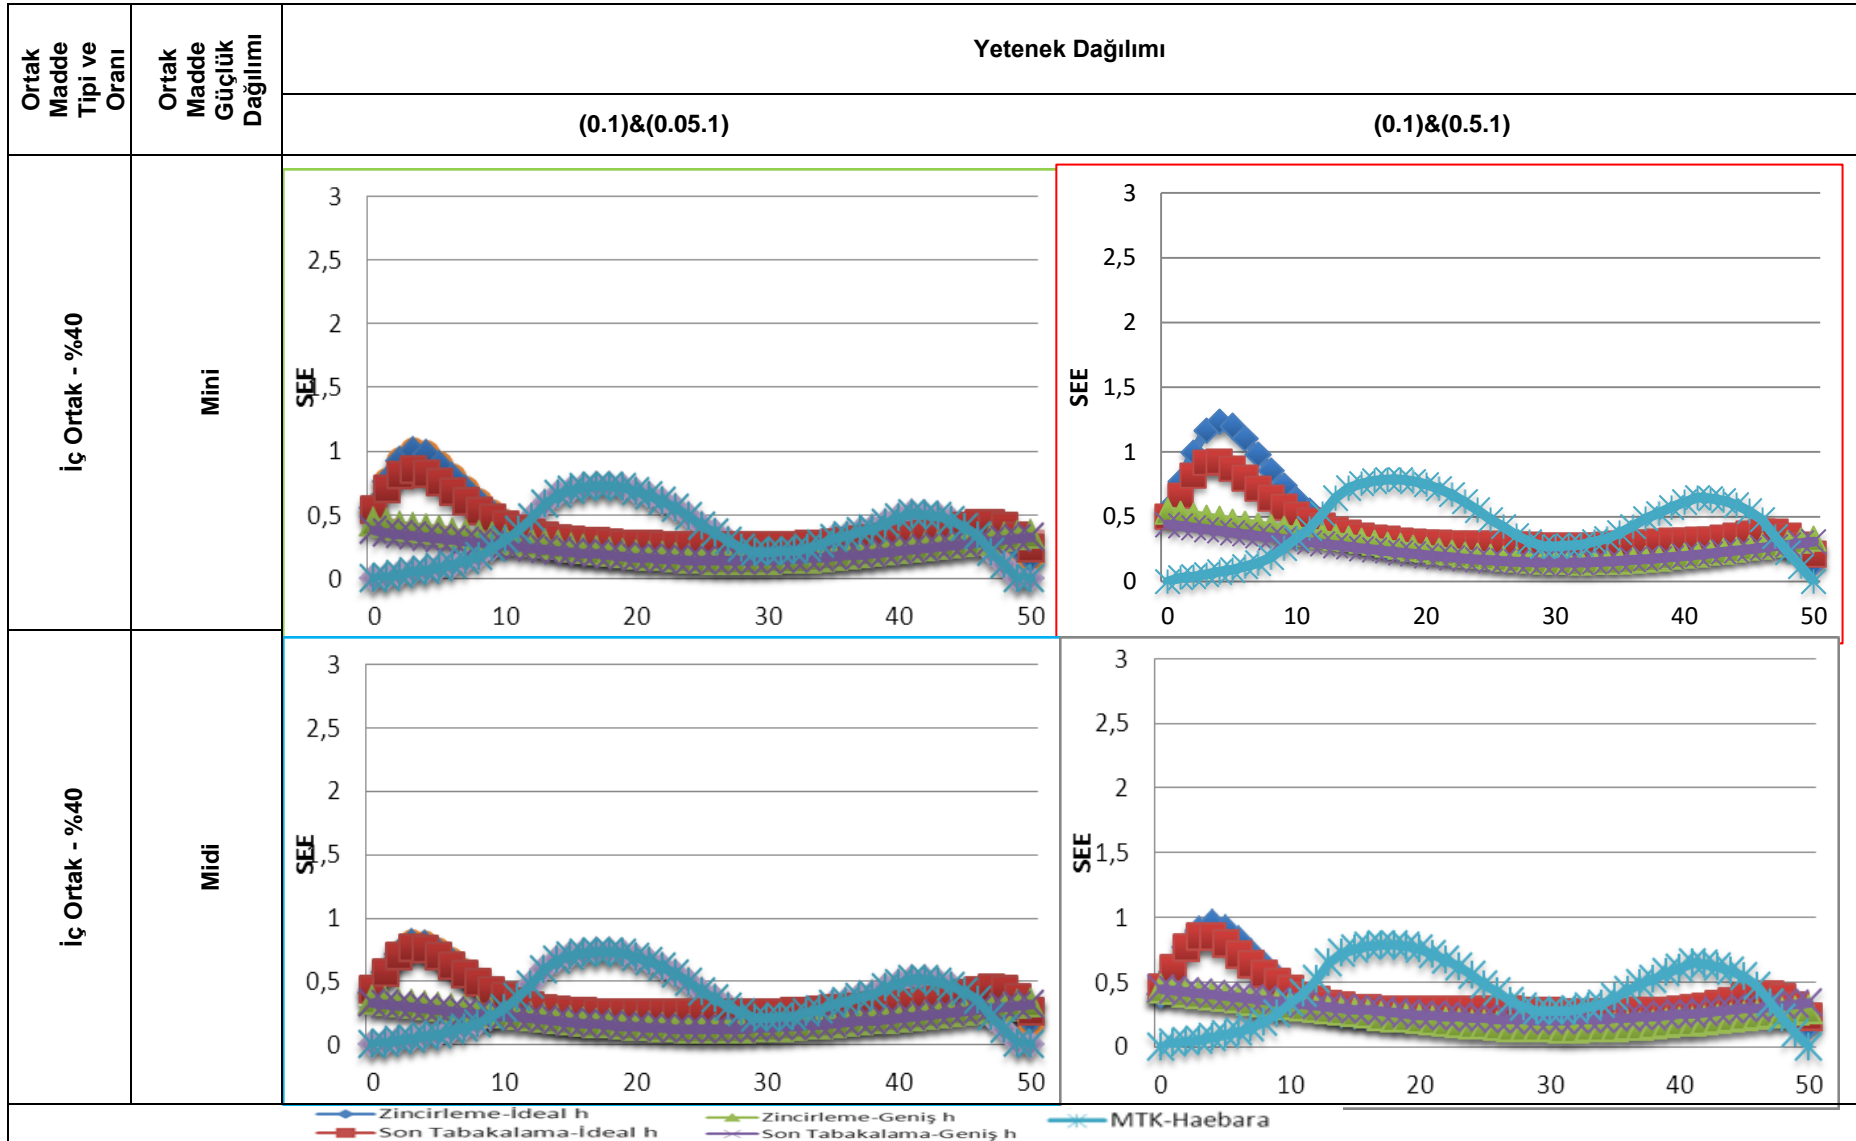 Ortak
Madde
Tipi ve
Oranı
Ortak
Madde
Güçlük
Dağılımı
Yetenek Dağılımı
(0.1)&(0.05.1)
(0.1)&(0.5.1)
İç Ortak - %40
Mini
SEE
3
2,5
2
1,5
1
0,5
0
0 10 20 30 40 50
SEE
3
2,5
2
1,5
1
0,5
0
0 10 20 30 40 50
İç Ortak - %40
Midi
SEE
3
2,5
2
1,5
1
0,5
0
0 10 20 30 40 50
SEE
3
2,5
2
1,5
1
0,5
0
0 10 20 30 40 50
Zincirleme-İdeal h
Zincirleme-Geniş h
MTK-Haebara
Son Tabakalama-İdeal h
Son Tabakalama-Geniş h